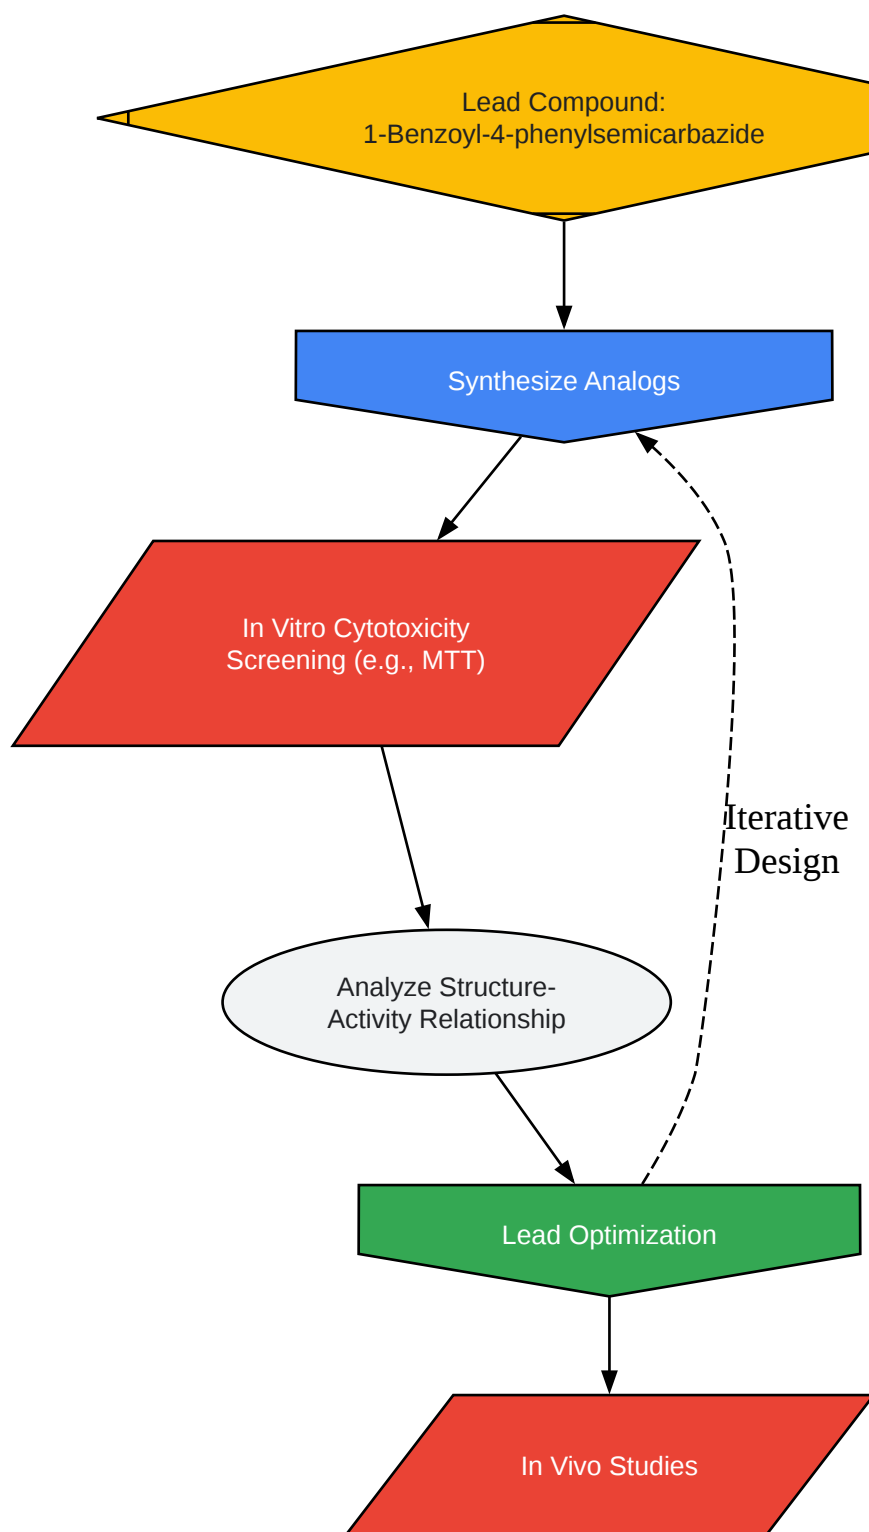 Lead Compound:
1-Benzoyl-4-phenylsemicarbazide
Synthesize Analogs
In Vitro Cytotoxicity
Screening (e.g., MTT)
Iterative
Design
Analyze Structure-
Activity Relationship
Lead Optimization
In Vivo Studies